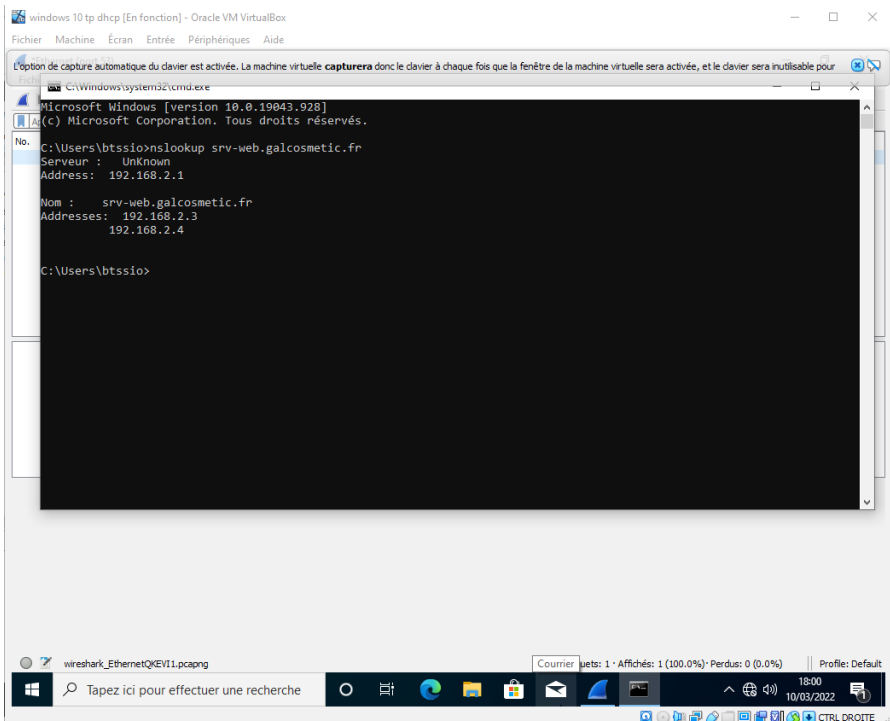 windows 10 tp dhcp [En fonction] - Oracle VM VirtualBox
Fichier Machine Écran Entrée Périphériques Aide
L'option de capture automatique du clavier est activée. La machine virtuelle capturera donc le clavier à chaque fois que la fenêtre de la machine virtuelle sera activée, et le clavier sera inutilisable pour
C:\Windows\system32\cmd.exe
Microsoft Windows [version 10.0.19043.928]
(c) Microsoft Corporation. Tous droits réservés.
No.
C:\Users\btssio>nslookup srv-web.galcosmetic.fr
Serveur : UnKnown
Address: 192.168.2.1
Nom : srv-web.galcosmetic.fr
Addresses: 192.168.2.3
192.168.2.4
C:\Users\btssio>
wireshark_EthernetQKEVI1.pcapng
Courrier
uets: 1 · Affichés: 1 (100.0%) · Perdus: 0 (0.0%)
Profile: Default
Tapez ici pour effectuer une recherche
18:00
10/03/2022
1
CTRL DROITE